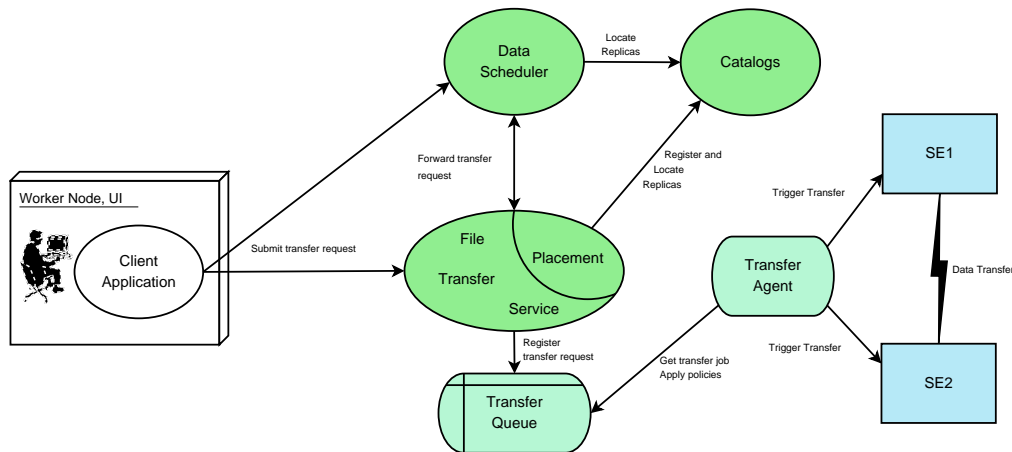 Data
Scheduler
Locate
Replicas
Catalogs
Forward transfer
request
Register and
Locate
Replicas
SE1
Worker Node, UI
Client
Application
Submit transfer request
File
Transfer
Service
Placement
Trigger Transfer
Transfer
Agent
Data Transfer
Trigger Transfer
Register
transfer request
Get transfer job
Apply policies
SE2
Transfer
Queue